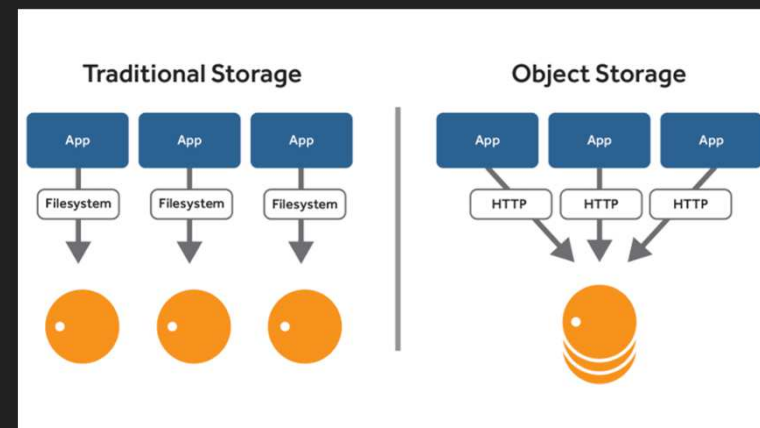 Traditional Storage
App App App
Filesystem Filesystem Filesystem
Object Storage
App App App
HTTP HTTP HTTP